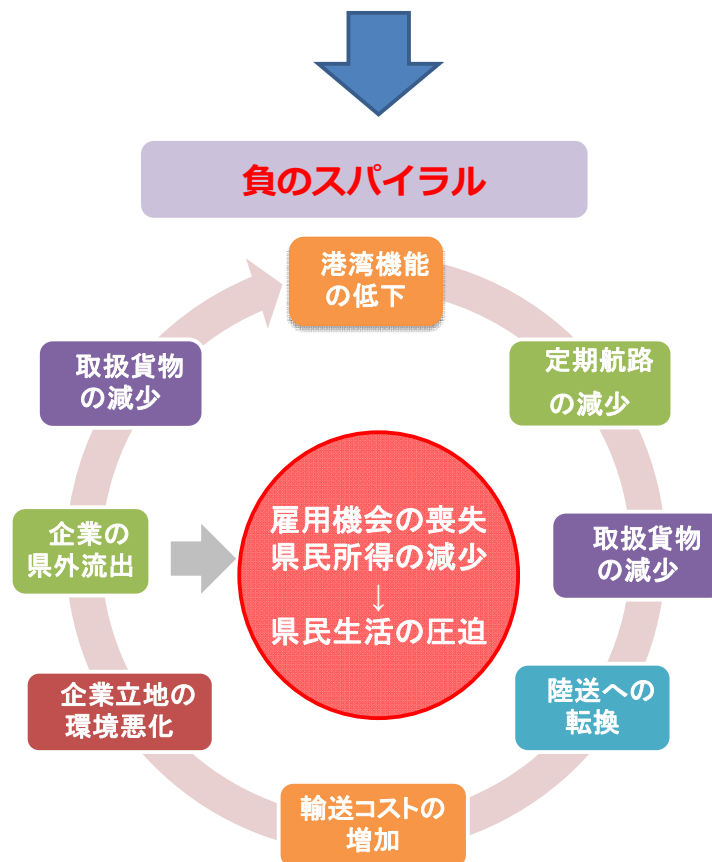 負のスパイラル
港湾機能
の低下
定期航路
の減少
取扱貨物
の減少
陸送への
転換
輸送コストの
増加
企業立地の
環境悪化
企業の
県外流出
取扱貨物
の減少
雇用機会の喪失
県民所得の減少
↓
県民生活の圧迫